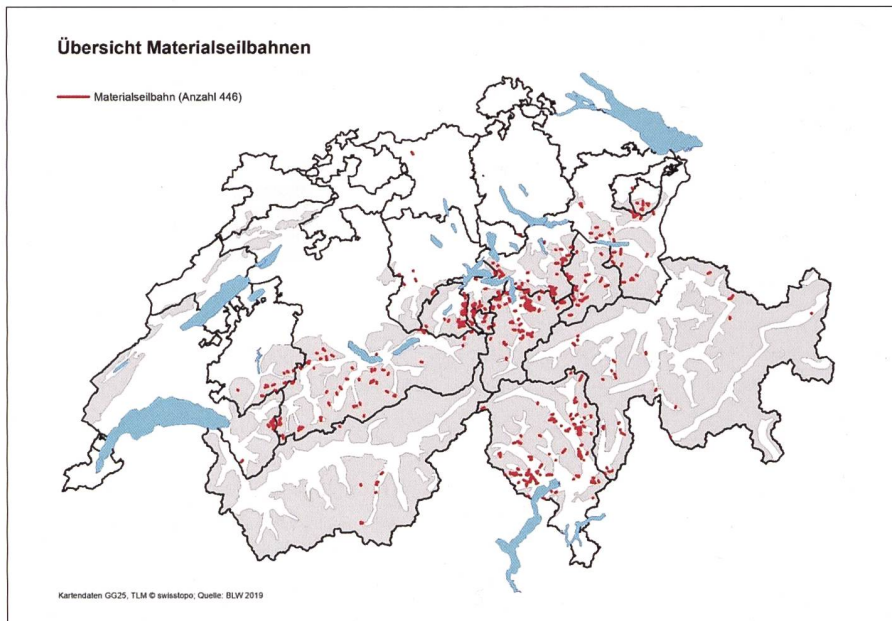 Übersicht Materialseilbahnen
Materialseilbahn (Anzahl 446)
Kartendaten GG25, TLM © swisstopo; Quelle: BLW 2019